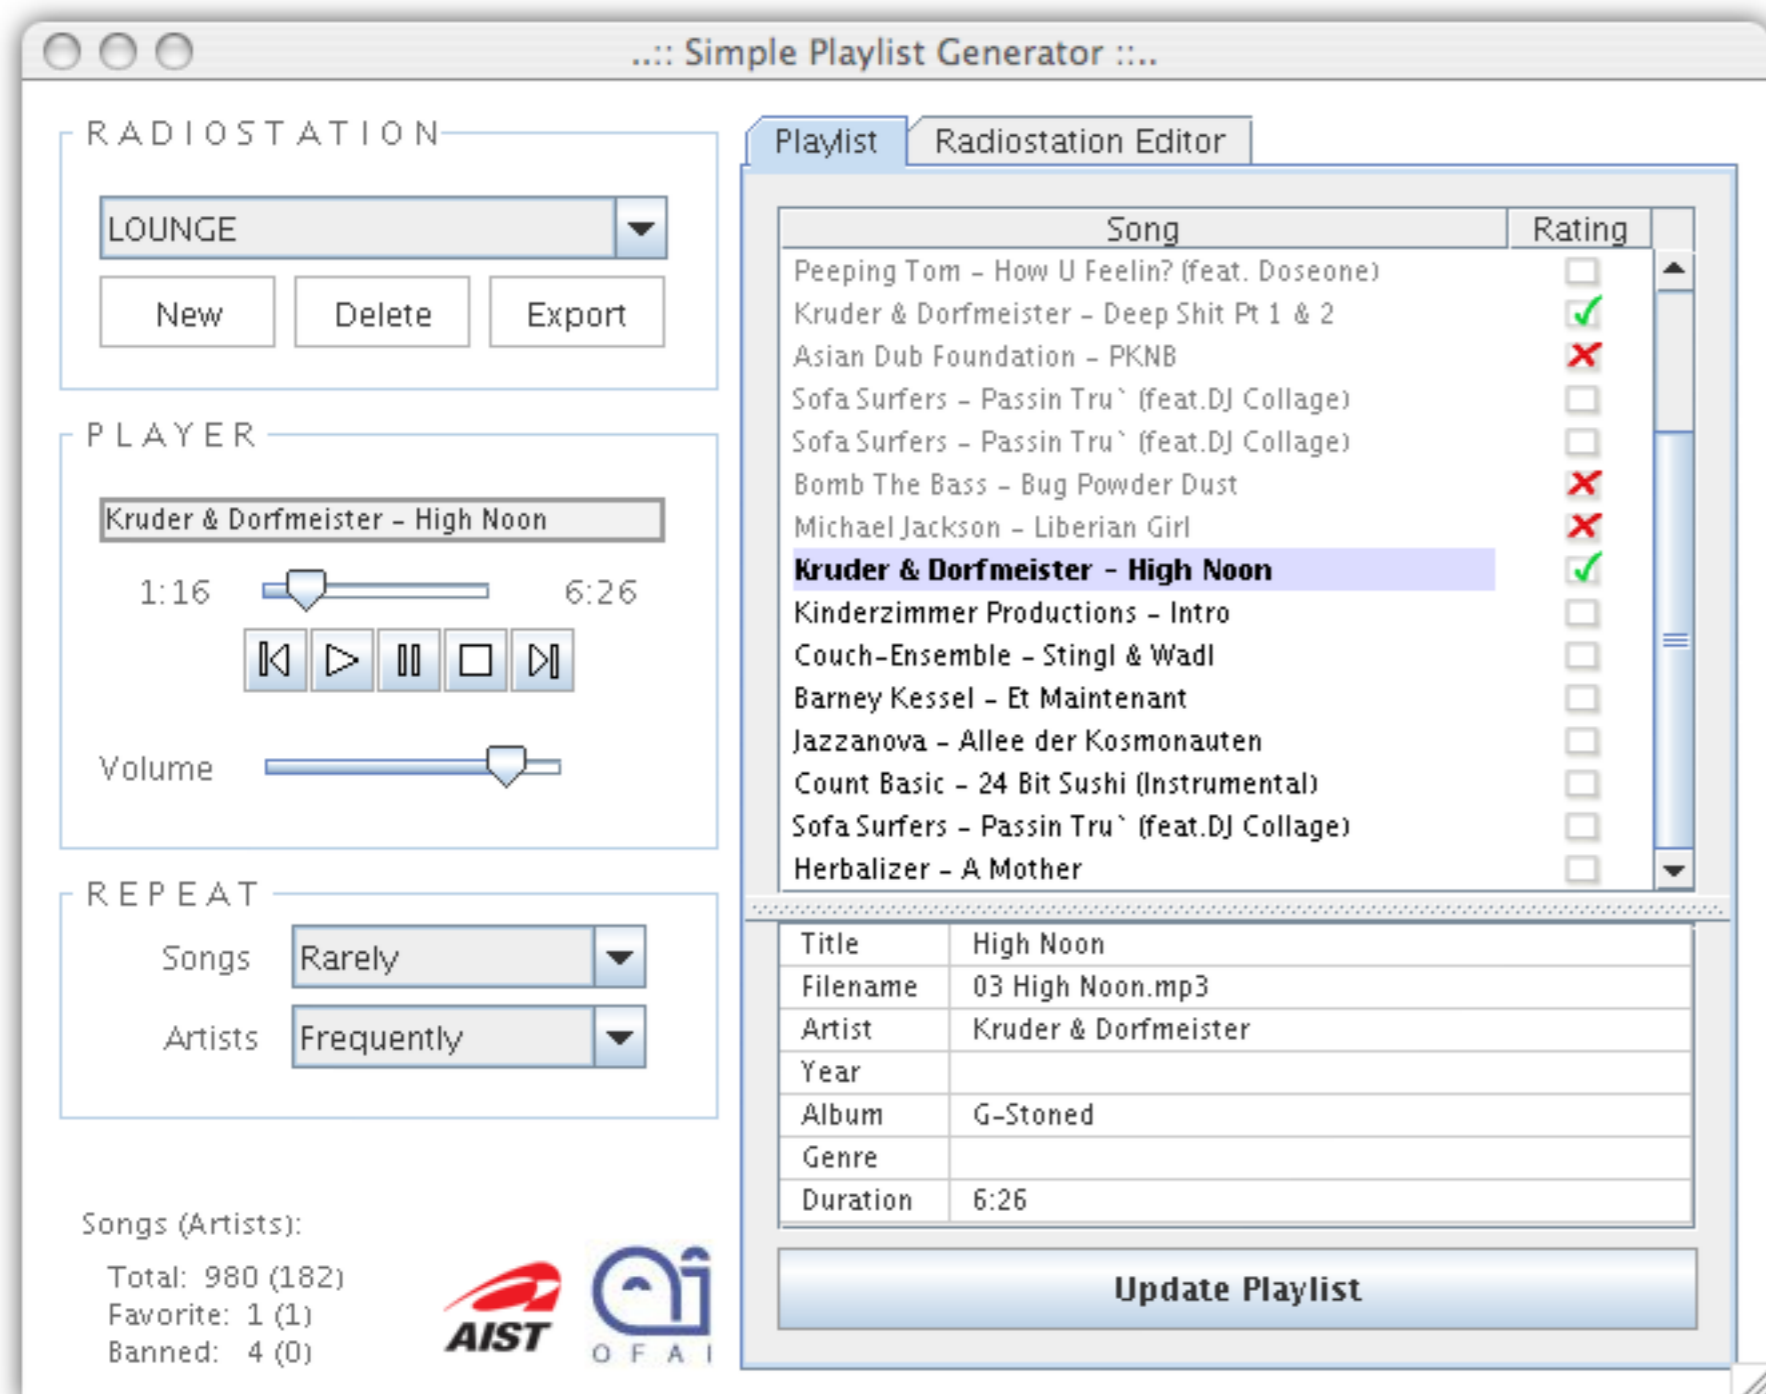 ..:: Simple Playlist Generator ::..
RADIOSTATION
LOUNGE
New Delete Export
PLAYER
Kruder & Dorfmeister – High Noon
1:16 6:26
Volume
REPEAT
Songs Rarely
Artists Frequently
Songs (Artists):
Total: 980 (182)
Favorite: 1 (1)
Banned: 4 (0)
AIST
OFAI
Playlist Radiostation Editor
Song Rating
Peeping Tom – How U Feelin? (feat. Doseone)
Kruder & Dorfmeister – Deep Shit Pt 1 & 2
Asian Dub Foundation – PKNB
Sofa Surfers – Passin Tru` (feat.DJ Collage)
Sofa Surfers – Passin Tru` (feat.DJ Collage)
Bomb The Bass – Bug Powder Dust
Michael Jackson – Liberian Girl
Kruder & Dorfmeister – High Noon
Kinderzimmer Productions – Intro
Couch–Ensemble – Stingl & Wadl
Barney Kessel – Et Maintenant
Jazzanova – Allee der Kosmonauten
Count Basic – 24 Bit Sushi (Instrumental)
Sofa Surfers – Passin Tru` (feat.DJ Collage)
Herbalizer – A Mother
Title High Noon
Filename 03 High Noon.mp3
Artist Kruder & Dorfmeister
Year
Album G–Stoned
Genre
Duration 6:26
Update Playlist